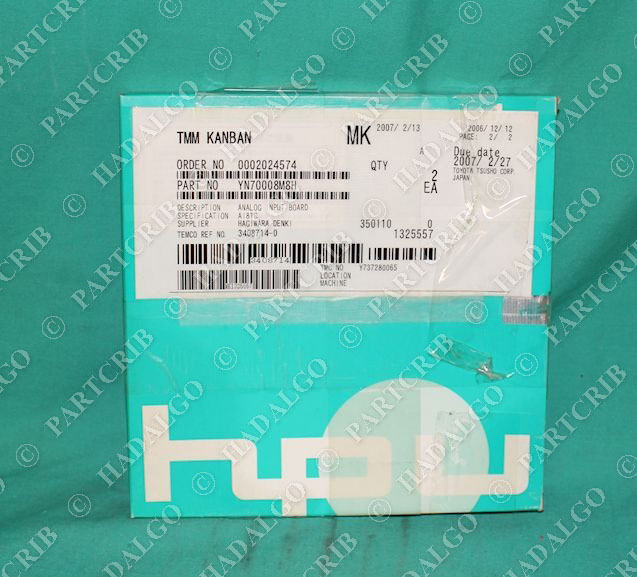 TMM KANBAN
MK 2007/ 2/13
2006/12/12
PAGE: 2/ 2
ORDER NO 0002024574
QTY
A
Due date
2007/ 2/27
TOYOTA TSUSHO CORP.
JAPAN
PART NO YN70008M8H
2
EA
DESCRIPTION ANALOG INPUT BOARD
SPECIFICATION
SUPPLIER HAGIWARA DENKI
350110 0
TEMCO REF NO. 3408714-0
1325557
3408714
TMC NO Y737280065
LOCATION
MACHINE
© PARTCRIB
© HADALGO